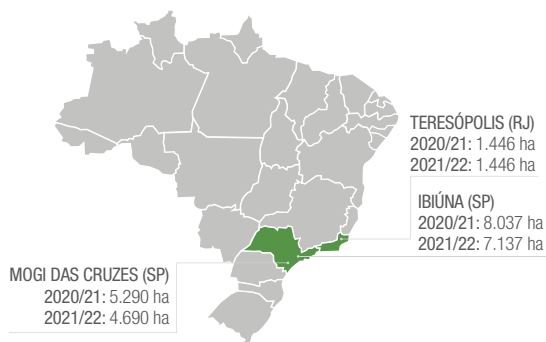 TERESÓPOLIS (RJ)
2020/21: 1.446 ha
2021/22: 1.446 ha
IBIÚNA (SP)
2020/21: 8.037 ha
2021/22: 7.137 ha
MOGI DAS CRUZES (SP)
2020/21: 5.290 ha
2021/22: 4.690 ha